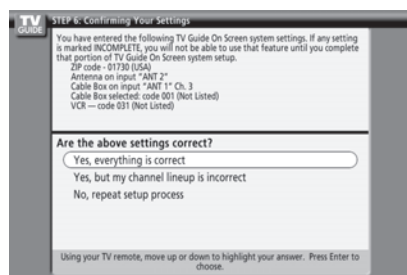 TV
GUIDE
STEP 6: Confirming Your Settings
You have entered the following TV Guide On Screen system settings. If any setting
is marked INCOMPLETE, you will not be able to use that feature until you complete
that portion of TV Guide On Screen system setup.
ZIP code - 01730 (USA)
Antenna on input "ANT 2"
Cable Box on input "ANT 1" Ch. 3
Cable Box selected: code 001 (Not Listed)
VCR — code 031 (Not Listed)
Are the above settings correct?
Yes, everything is correct
Yes, but my channel lineup is incorrect
No, repeat setup process
Using your TV remote, move up or down to highlight your answer. Press Enter to
choose.